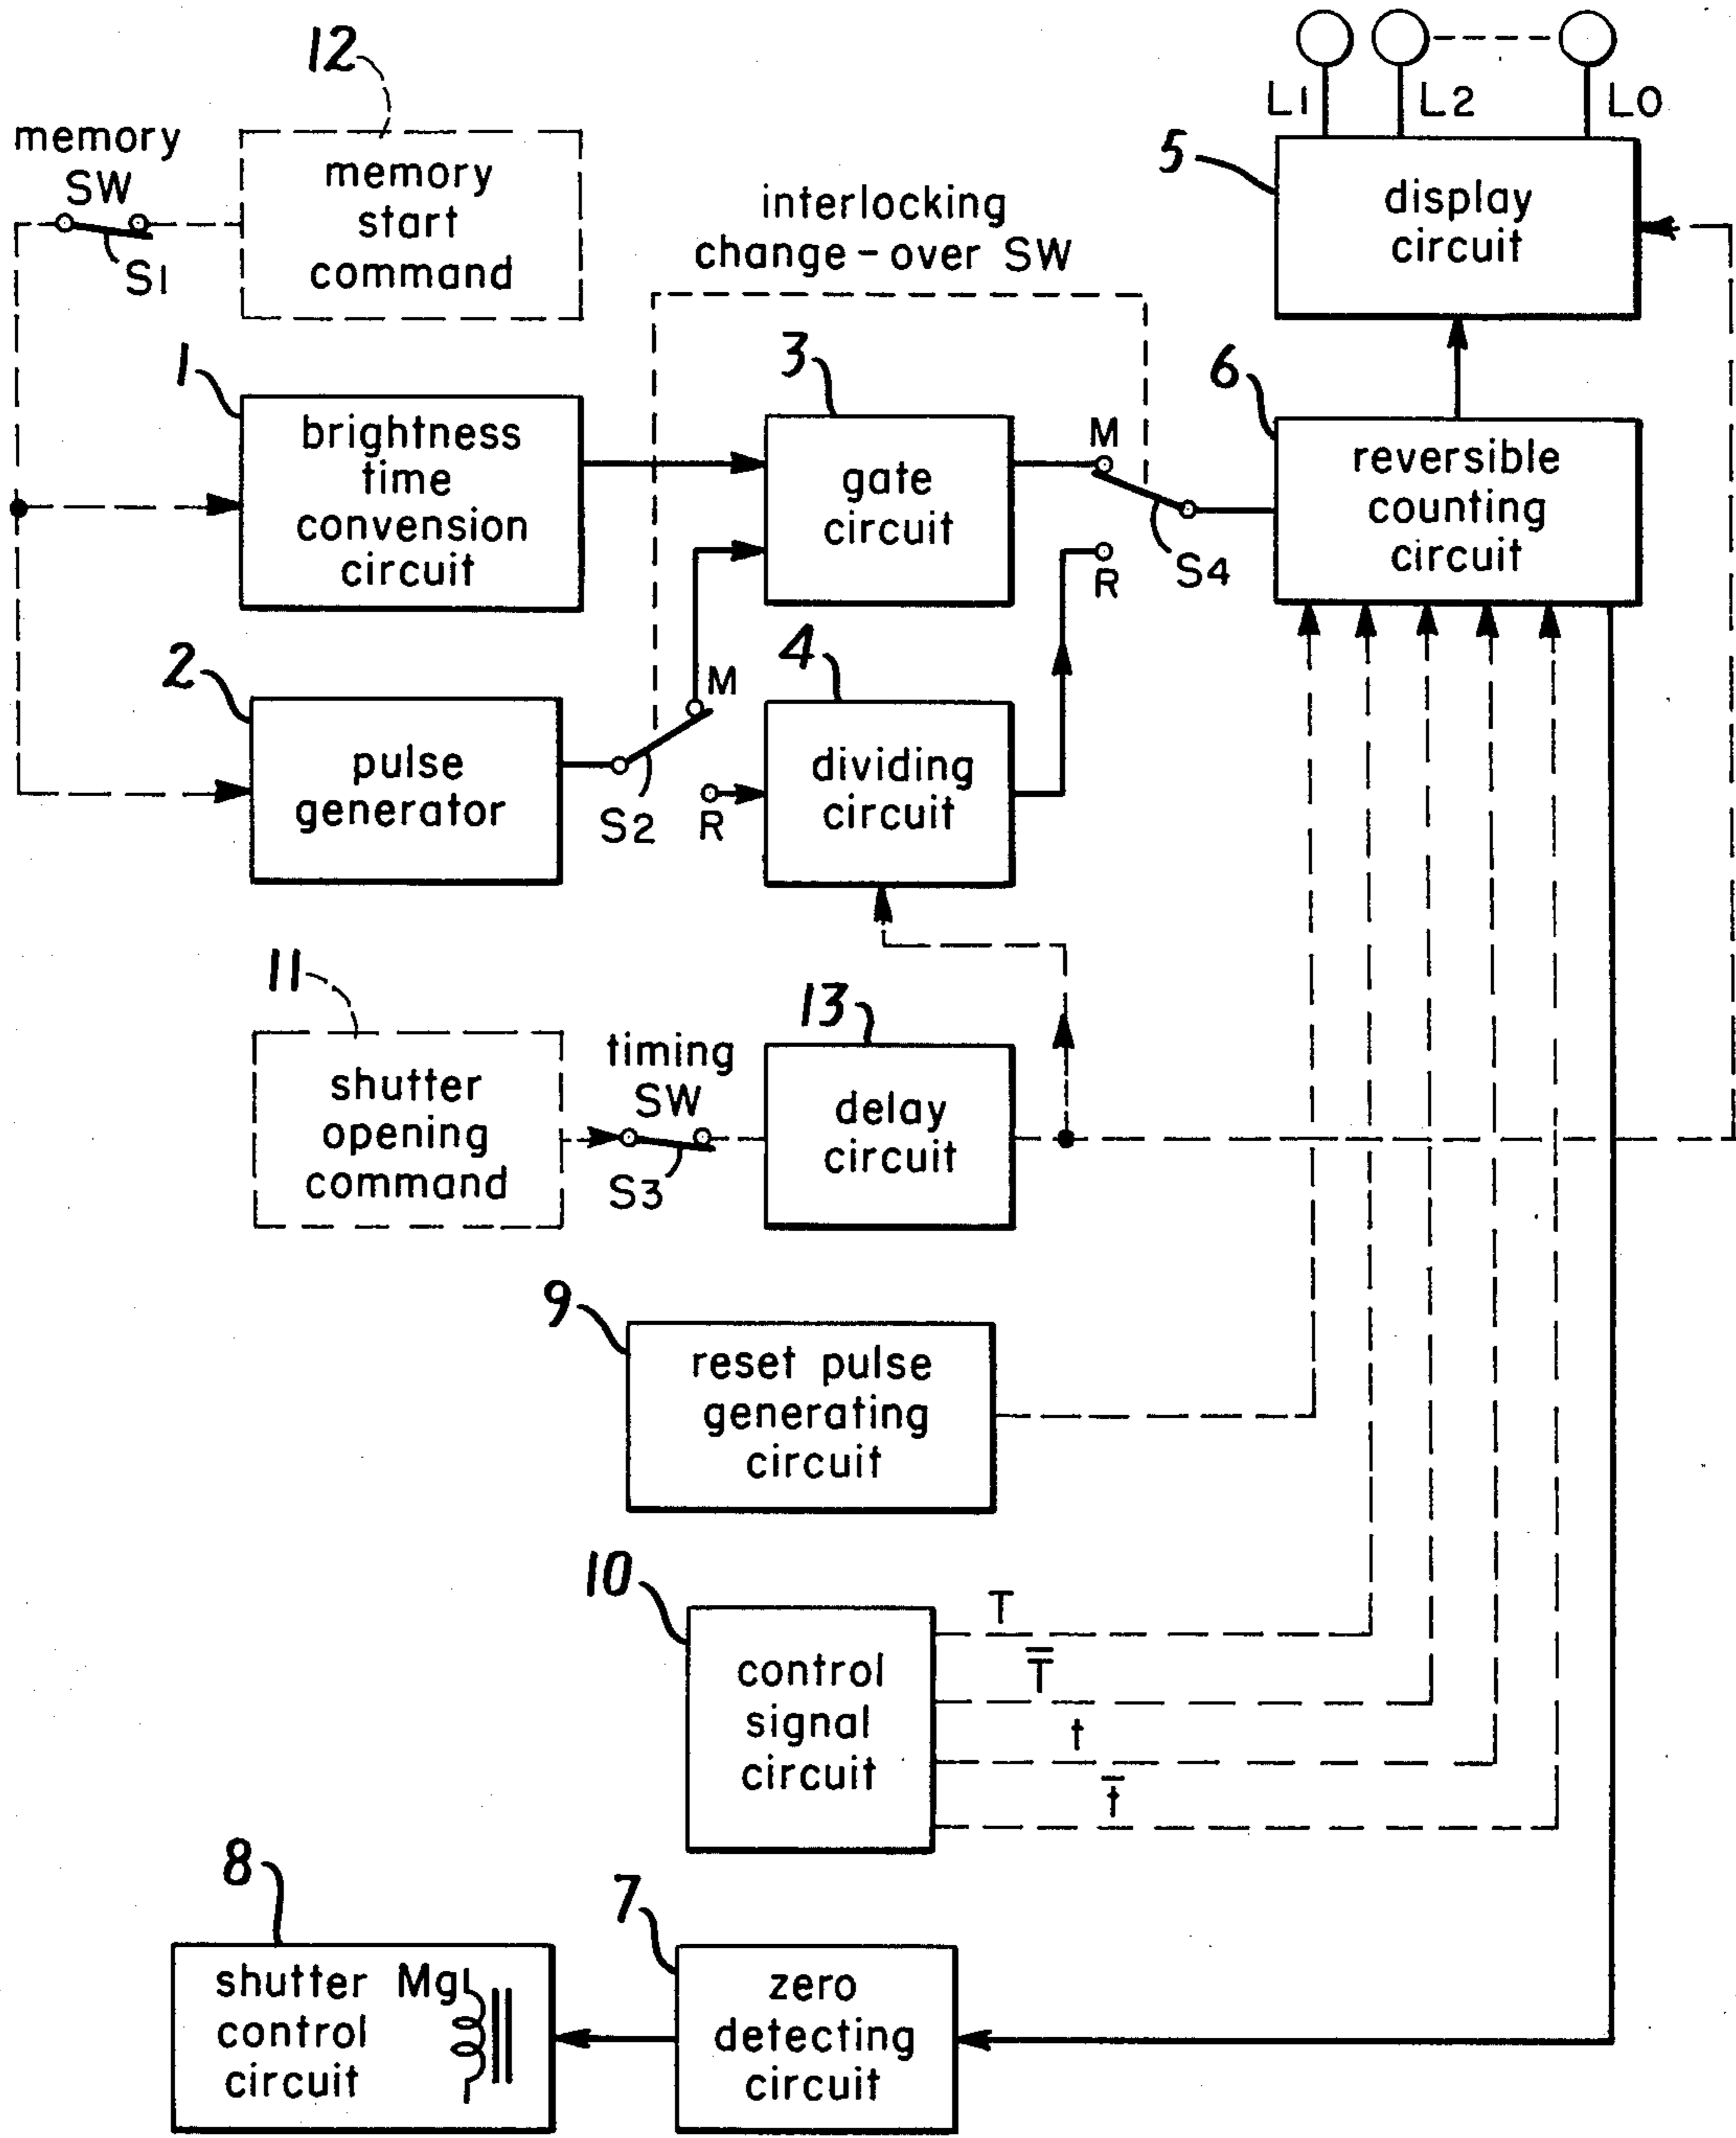 12
memory
SW
S1
memory
start
command
L1
L2
L0
5
display
circuit
interlocking
change-over SW
1
brightness
time
convension
circuit
3
gate
circuit
M
R
S4
6
reversible
counting
circuit
2
pulse
generator
M
S2
R
4
dividing
circuit
11
shutter
opening
command
timing
SW
S3
13
delay
circuit
9
reset pulse
generating
circuit
10
control
signal
circuit
T
T̅
t
t̅
8
shutter Mg
control
circuit
7
zero
detecting
circuit